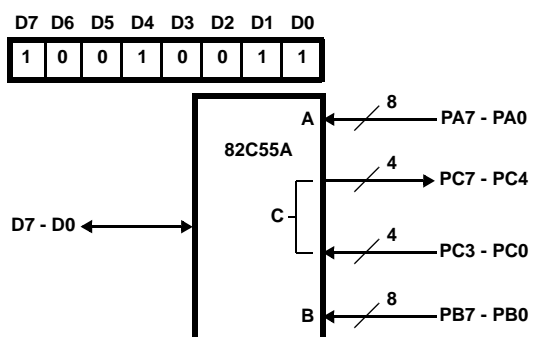 D7 D6 D5 D4 D3 D2 D1 D0
1 0 0 1 0 0 1 1
A 8 PA7 - PA0
82C55A
4 PC7 - PC4
C
D7 - D0
4 PC3 - PC0
B 8 PB7 - PB0